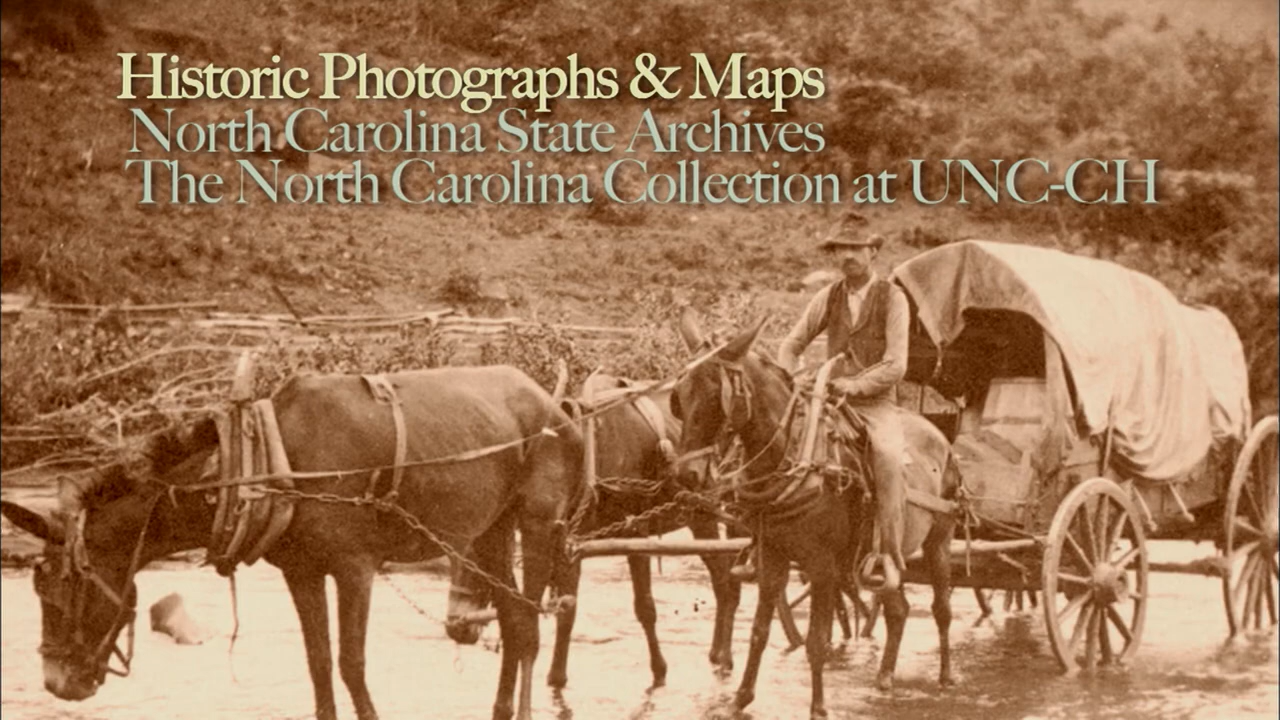 Historic Photographs & Maps
North Carolina State Archives
The North Carolina Collection at UNC-CH